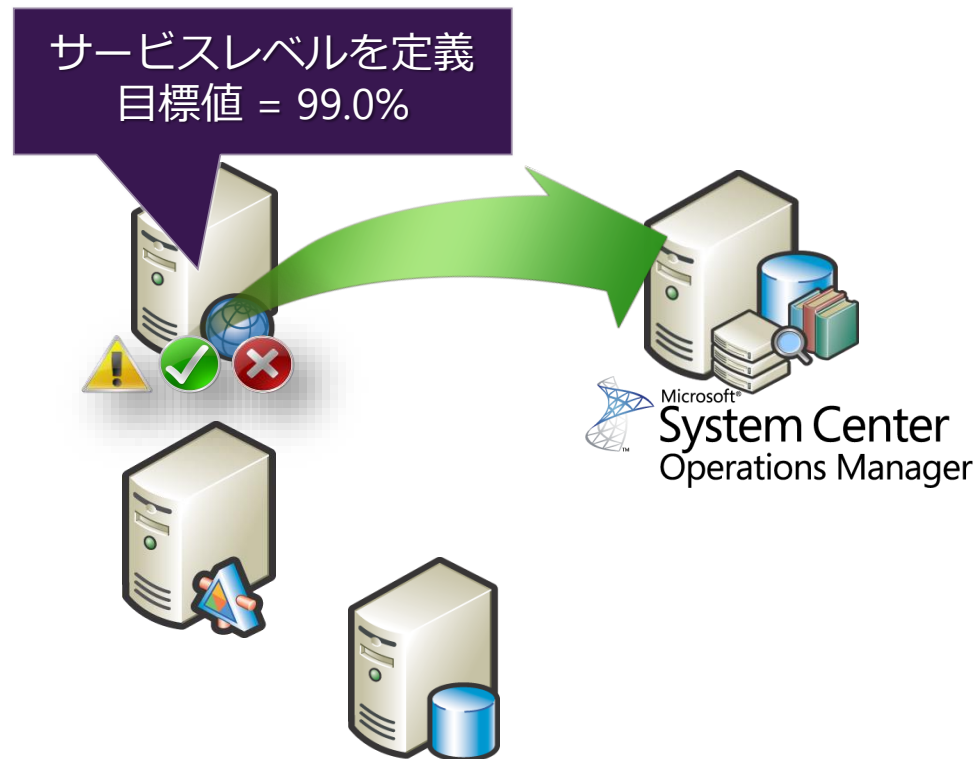 サービスレベルを定義
目標値 = 99.0%
Microsoft®
System Center
Operations Manager
™